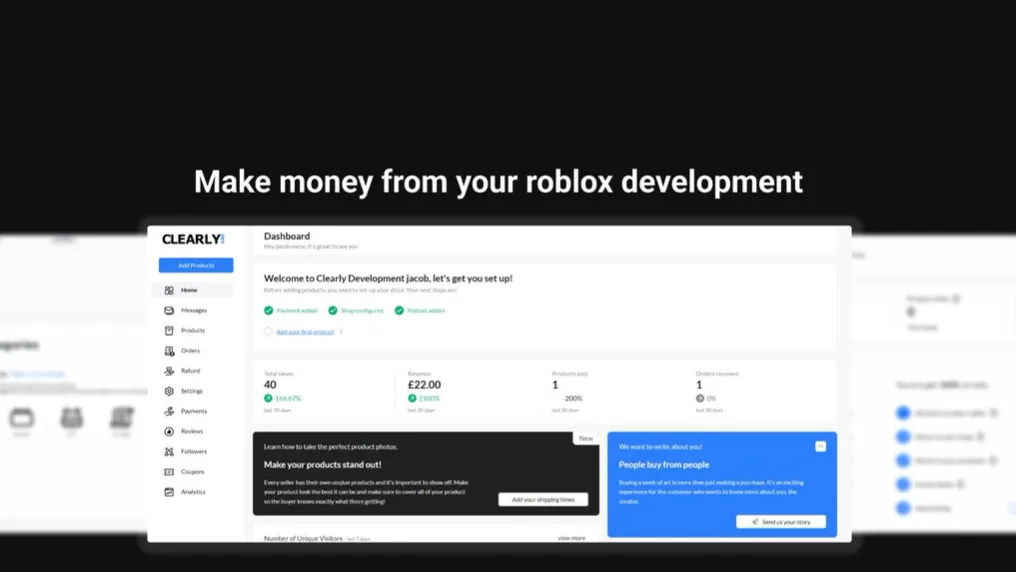 Make money from your roblox development
CLEARLY
Dashboard
Hey jacob name, it's great to see you
Add Products
Home
Messages
Products
Orders
Refund
Settings
Payments
Reviews
Followers
Coupons
Analytics
Welcome to Clearly Development jacob, let's get you set up!
Before adding products, you need to set up your store. Your next steps are:
Payment added
Shop configured
Policies added
Add your first product
Total views
40
166.67%
last 30 days
Revenue
£22.00
2100%
last 30 days
Products sold
1
-200%
last 30 days
Orders received
1
0%
last 30 days
New
Learn how to take the perfect product photos.
Make your products stand out!
Every seller has their own unqiue products and it's important to show off. Make
your product look the best it can be and make sure to cover all of your product
so the buyer knows exactly what there getting!
Add your shipping times
We want to write about you!
People buy from people
Buying a week of art is more than just making a purchase. It's an exciting
experience for the customer who wants to know more about you, the
creator.
Send us your story
Number of Unique Visitors - last 7 days
view more